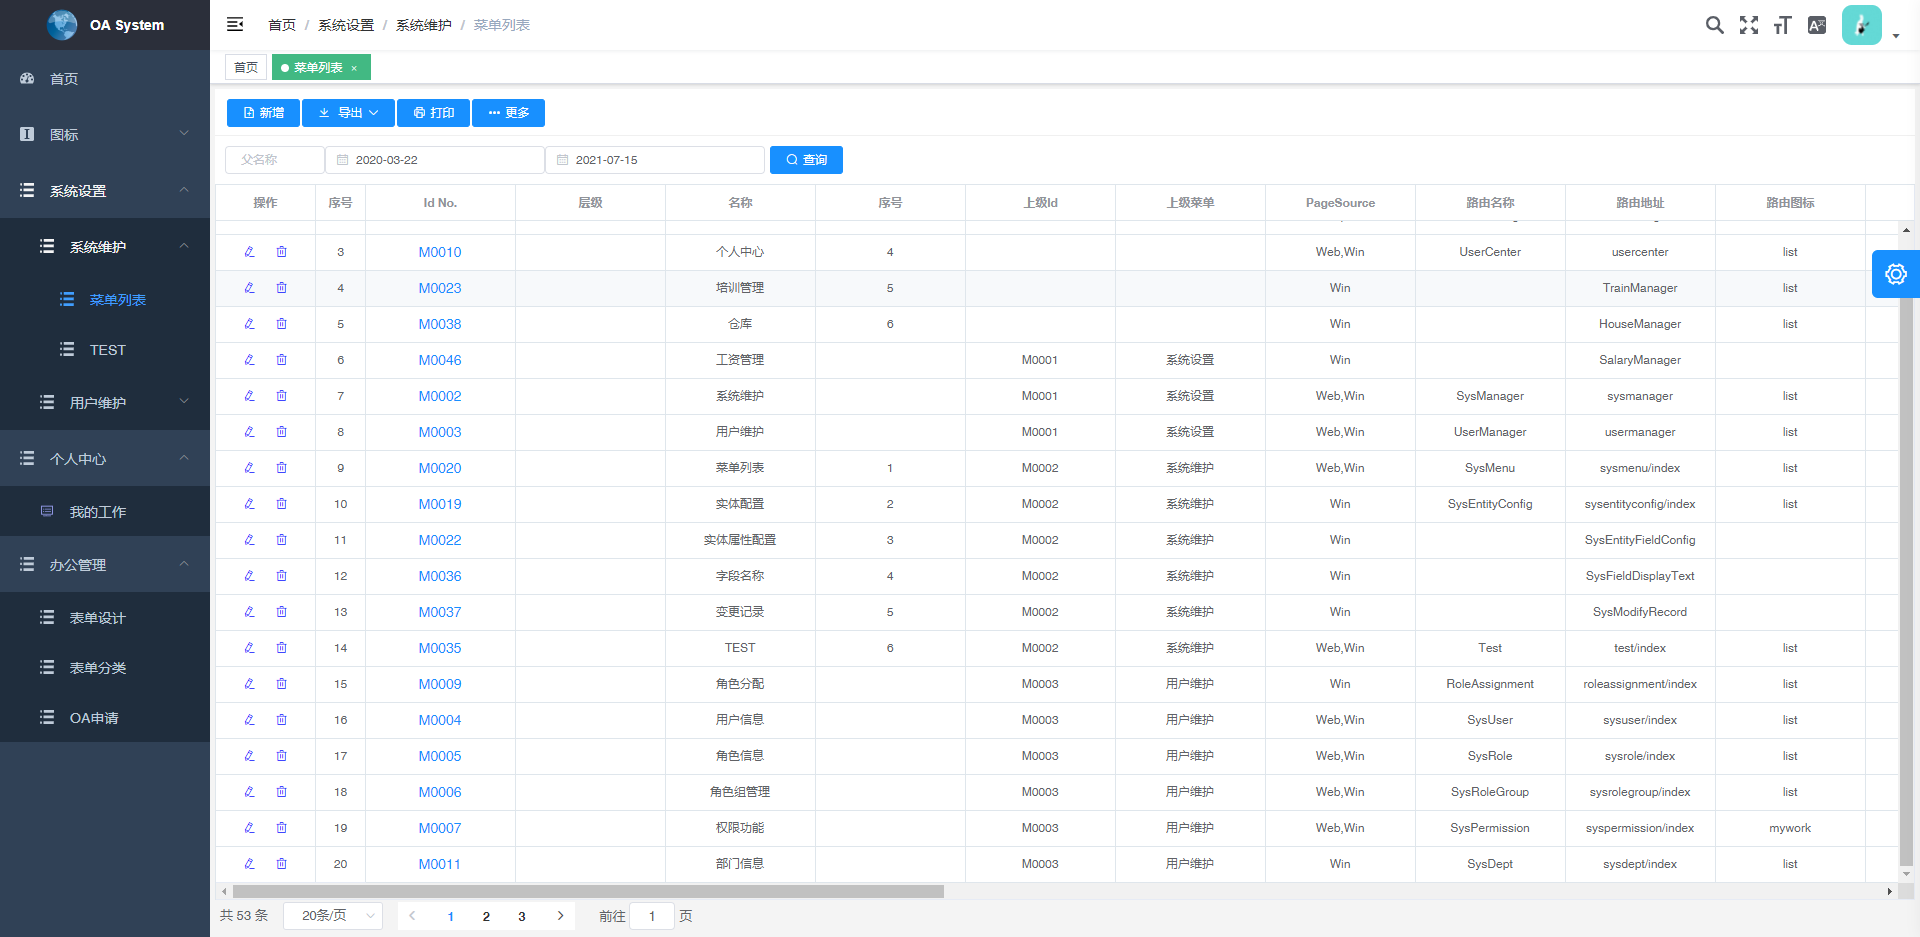 OA System
首页 / 系统设置 / 系统维护 / 菜单列表
首页
菜单列表 ×
首页
图标
系统设置
系统维护
菜单列表
TEST
用户维护
个人中心
我的工作
办公管理
表单设计
表单分类
OA申请
新增 导出 打印 更多
父名称 2020-03-22 2021-07-15 查询
操作 序号 Id No. 层级 名称 序号 上级Id 上级菜单 PageSource 路由名称 路由地址 路由图标
3 M0010 个人中心 4 Web,Win UserCenter usercenter list
4 M0023 培训管理 5 Win TrainManager list
5 M0038 仓库 6 Win HouseManager list
6 M0046 工资管理 M0001 系统设置 Win SalaryManager
7 M0002 系统维护 M0001 系统设置 Web,Win SysManager sysmanager list
8 M0003 用户维护 M0001 系统设置 Web,Win UserManager usermanager list
9 M0020 菜单列表 1 M0002 系统维护 Web,Win SysMenu sysmenu/index list
10 M0019 实体配置 2 M0002 系统维护 Win SysEntityConfig sysentityconfig/index list
11 M0022 实体属性配置 3 M0002 系统维护 Win SysEntityFieldConfig
12 M0036 字段名称 4 M0002 系统维护 Win SysFieldDisplayText
13 M0037 变更记录 5 M0002 系统维护 Win SysModifyRecord
14 M0035 TEST 6 M0002 系统维护 Web,Win Test test/index list
15 M0009 角色分配 M0003 用户维护 Win RoleAssignment roleassignment/index list
16 M0004 用户信息 M0003 用户维护 Web,Win SysUser sysuser/index list
17 M0005 角色信息 M0003 用户维护 Web,Win SysRole sysrole/index list
18 M0006 角色组管理 M0003 用户维护 Web,Win SysRoleGroup sysrolegroup/index list
19 M0007 权限功能 M0003 用户维护 Web,Win SysPermission syspermission/index mywork
20 M0011 部门信息 M0003 用户维护 Win SysDept sysdept/index list
共 53 条 20条/页 1 2 3 前往 1 页